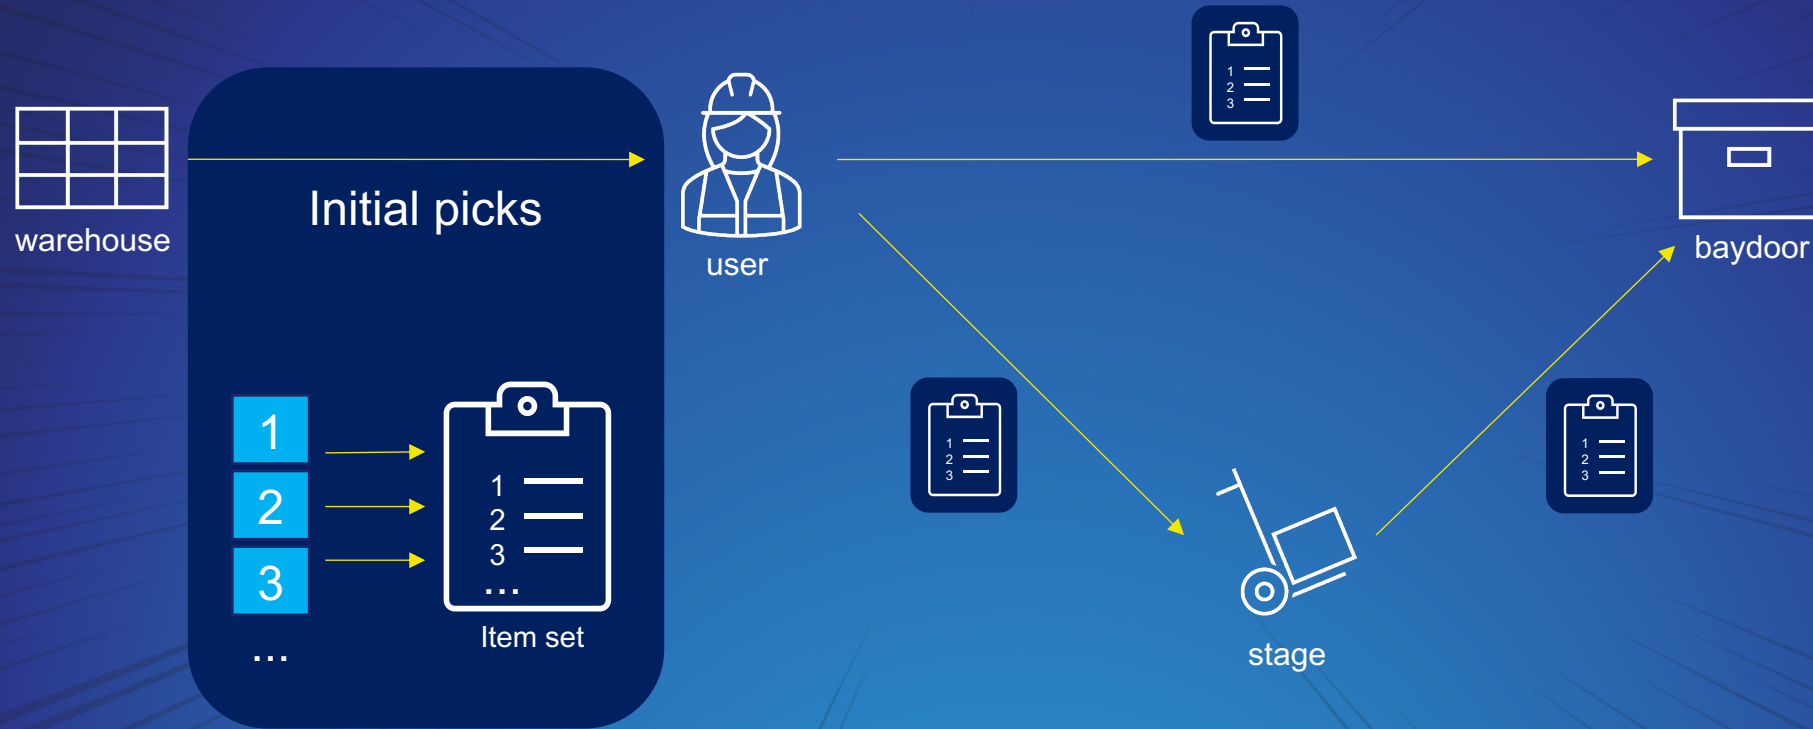 warehouse
Initial picks
1
2
3
...
1
2
3
...
Item set
user
1
2
3
1
2
3
stage
1
2
3
baydoor